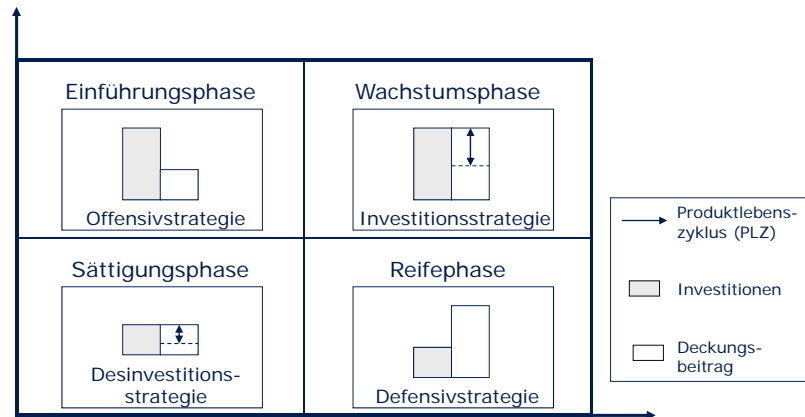 Einführungsphase
Offensivstrategie
Wachstumsphase
Investitionsstrategie
Sättigungsphase
Desinvestitions-
strategie
Reifephase
Defensivstrategie
Produktlebens-
zyklus (PLZ)
Investitionen
Deckungs-
beitrag